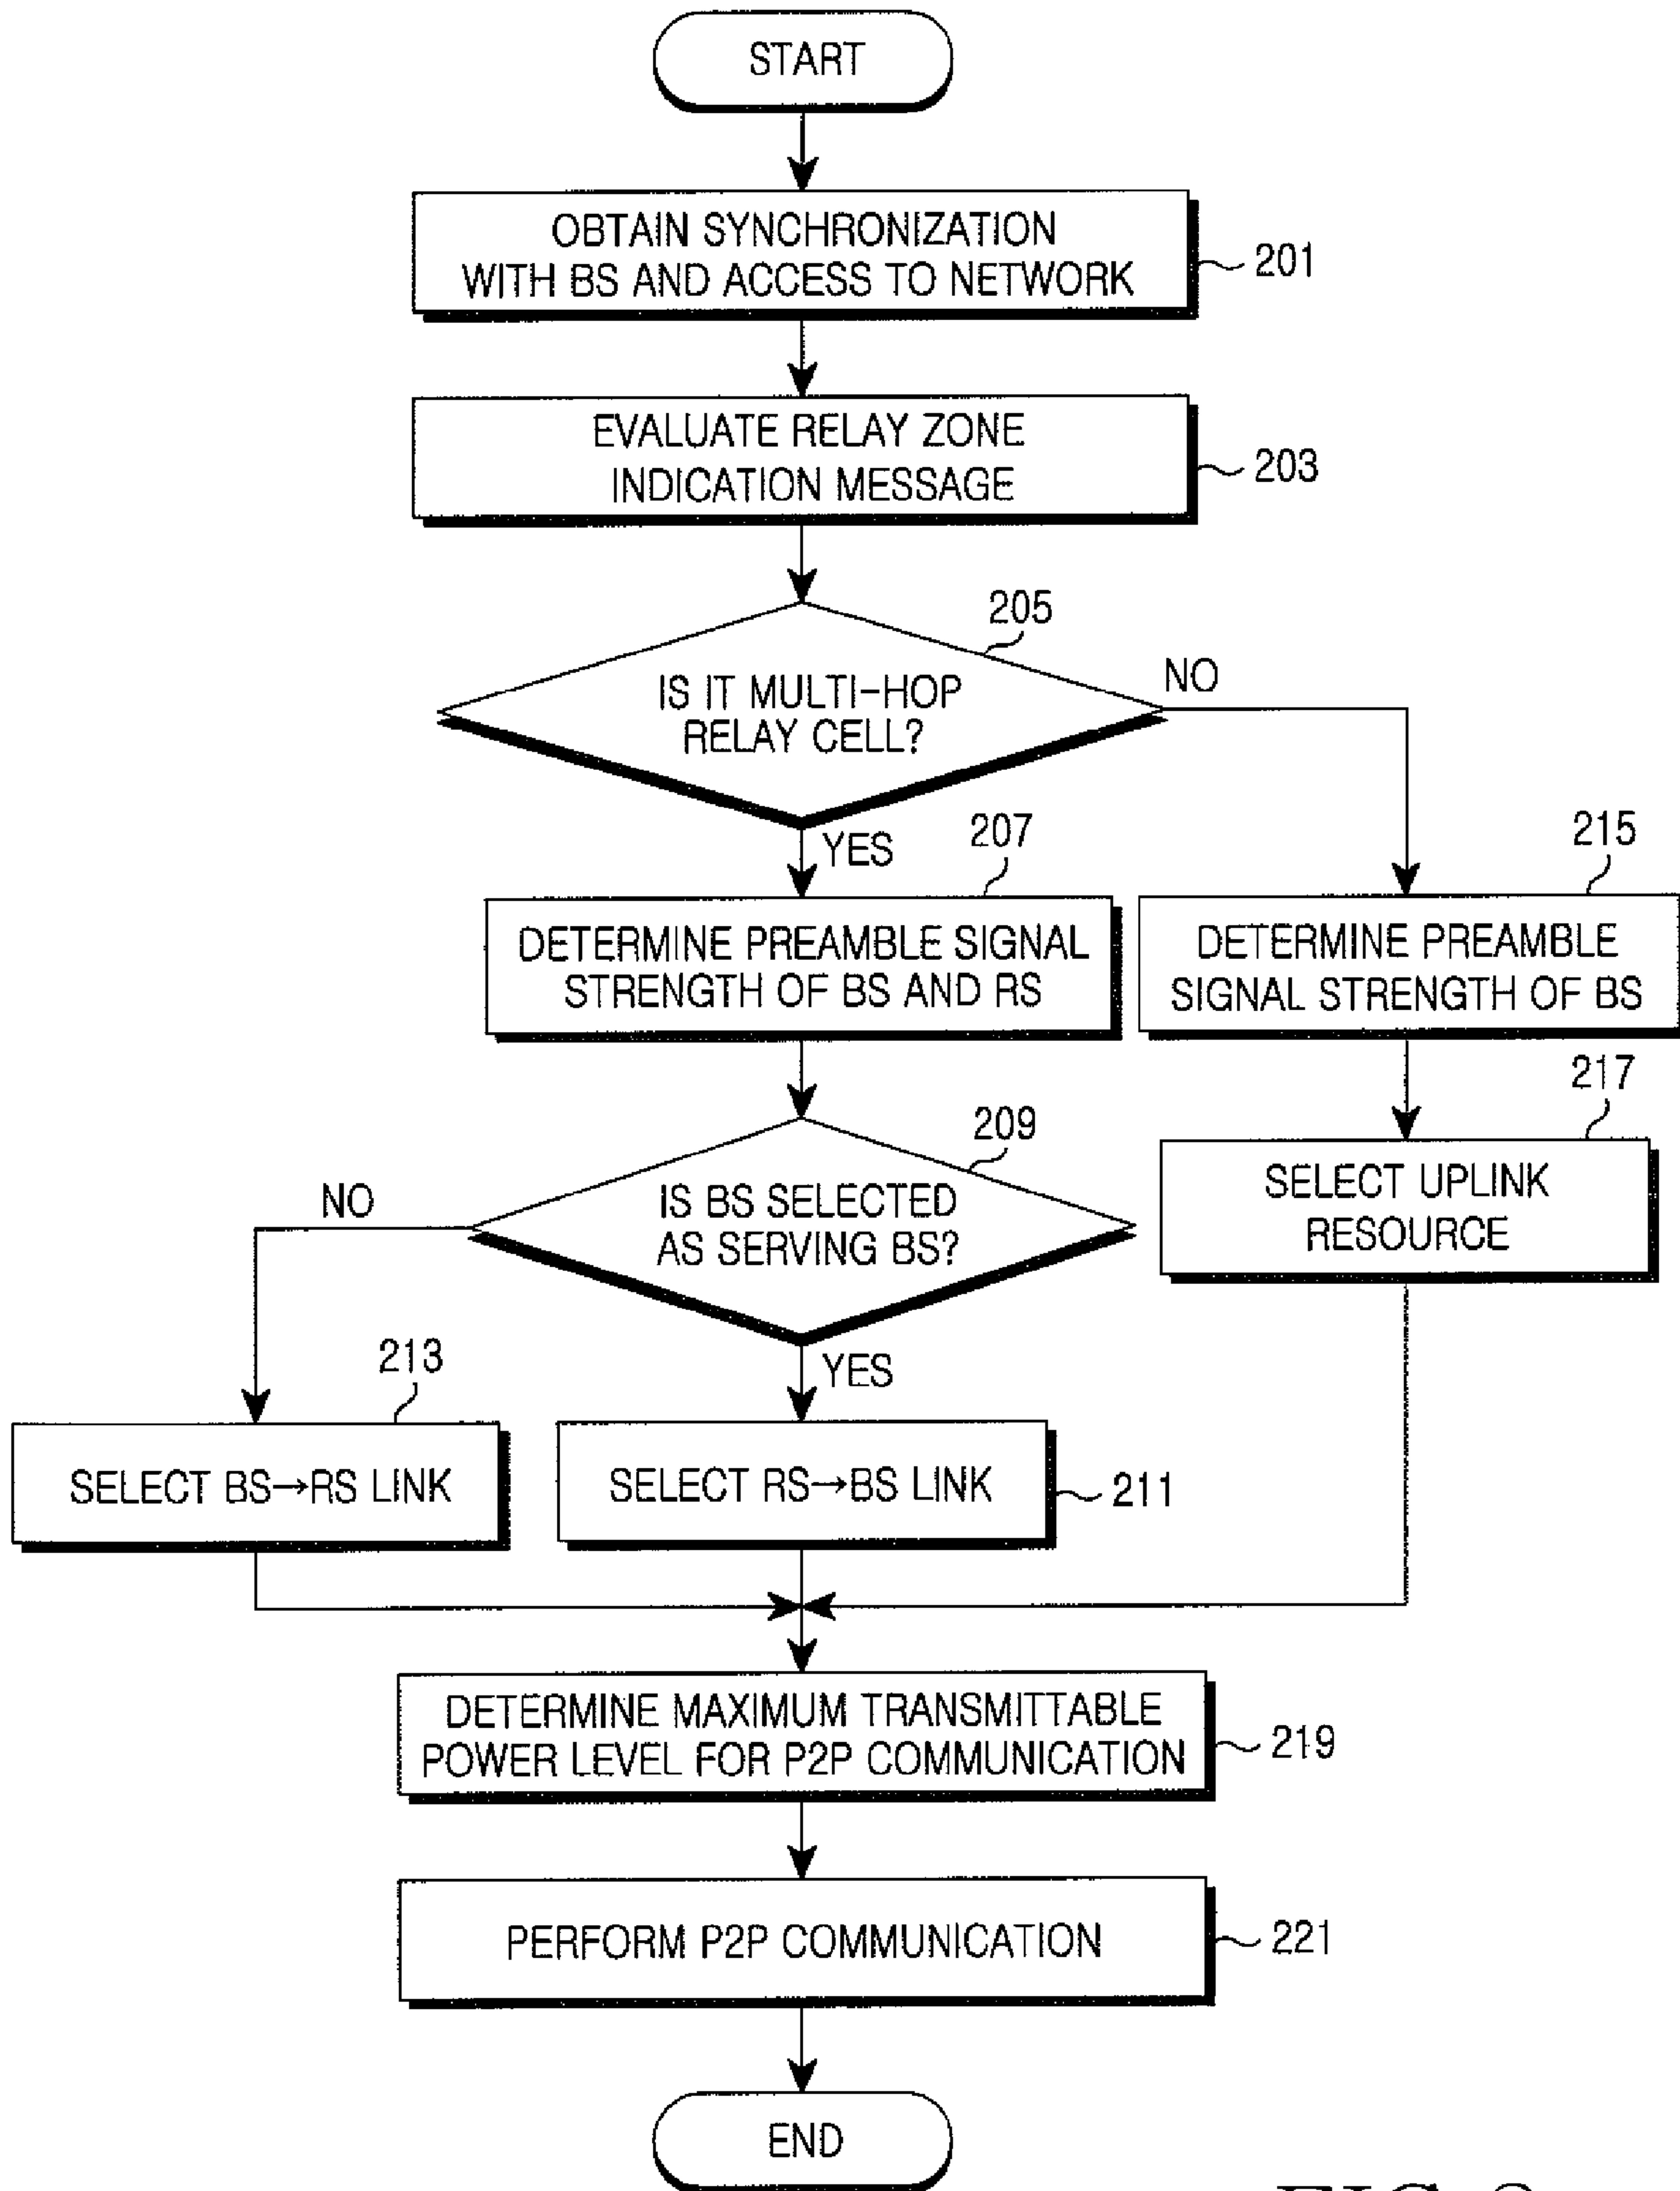 START
OBTAIN SYNCHRONIZATION
WITH BS AND ACCESS TO NETWORK
201
EVALUATE RELAY ZONE
INDICATION MESSAGE
203
205
IS IT MULTI-HOP
RELAY CELL?
NO
YES
207
DETERMINE PREAMBLE SIGNAL
STRENGTH OF BS AND RS
215
DETERMINE PREAMBLE
SIGNAL STRENGTH OF BS
209
IS BS SELECTED
AS SERVING BS?
NO
YES
217
SELECT UPLINK
RESOURCE
213
SELECT BS→RS LINK
SELECT RS→BS LINK
211
DETERMINE MAXIMUM TRANSMITTABLE
POWER LEVEL FOR P2P COMMUNICATION
219
PERFORM P2P COMMUNICATION
221
END